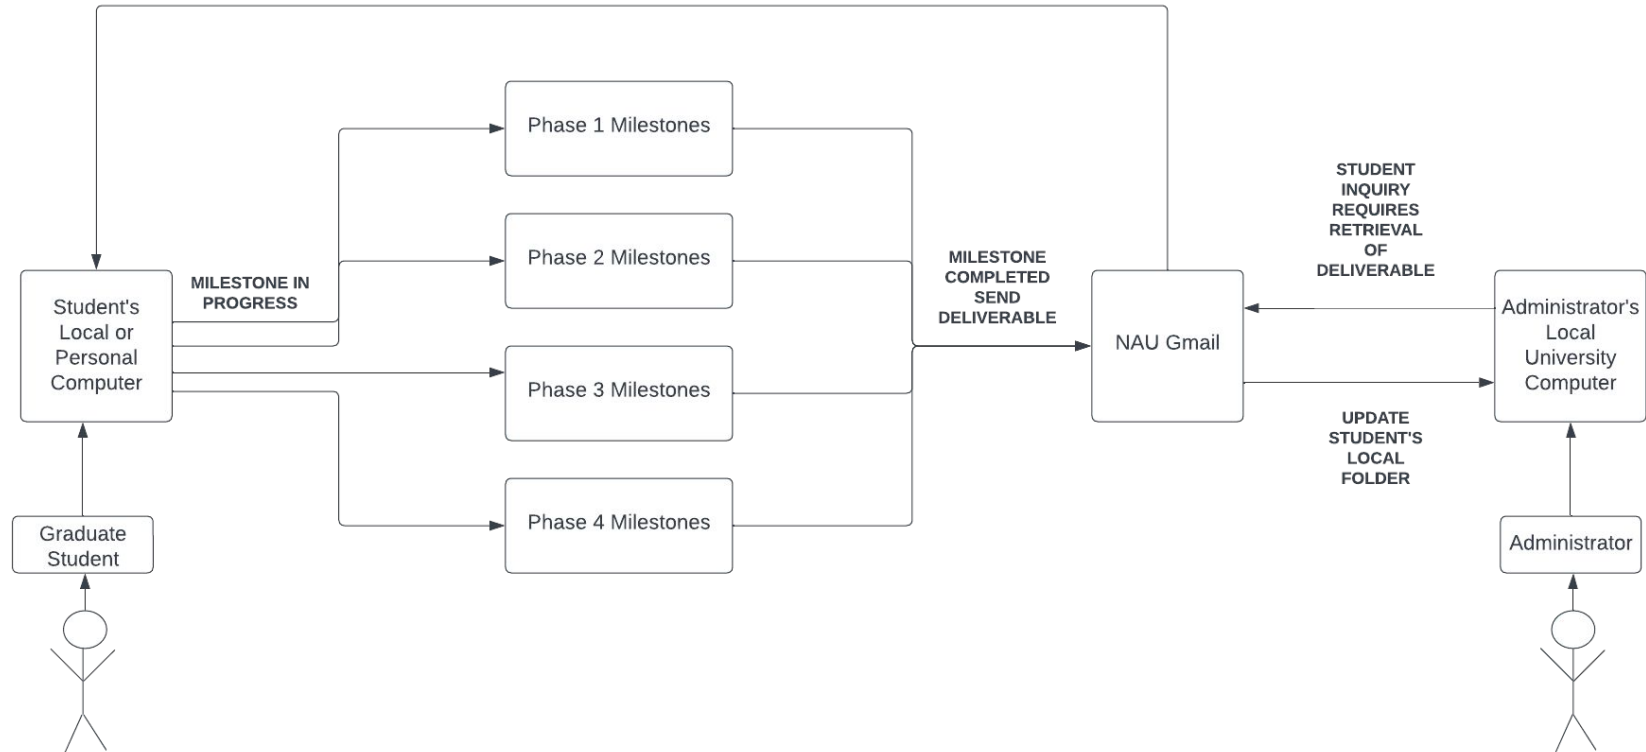 Phase 1 Milestones
Phase 2 Milestones
Phase 3 Milestones
Phase 4 Milestones
Student's
Local or
Personal
Computer
MILESTONE IN
PROGRESS
MILESTONE
COMPLETED
SEND
DELIVERABLE
NAU Gmail
STUDENT
INQUIRY
REQUIRES
RETRIEVAL
OF
DELIVERABLE
UPDATE
STUDENT'S
LOCAL
FOLDER
Administrator's
Local
University
Computer
Graduate
Student
Administrator